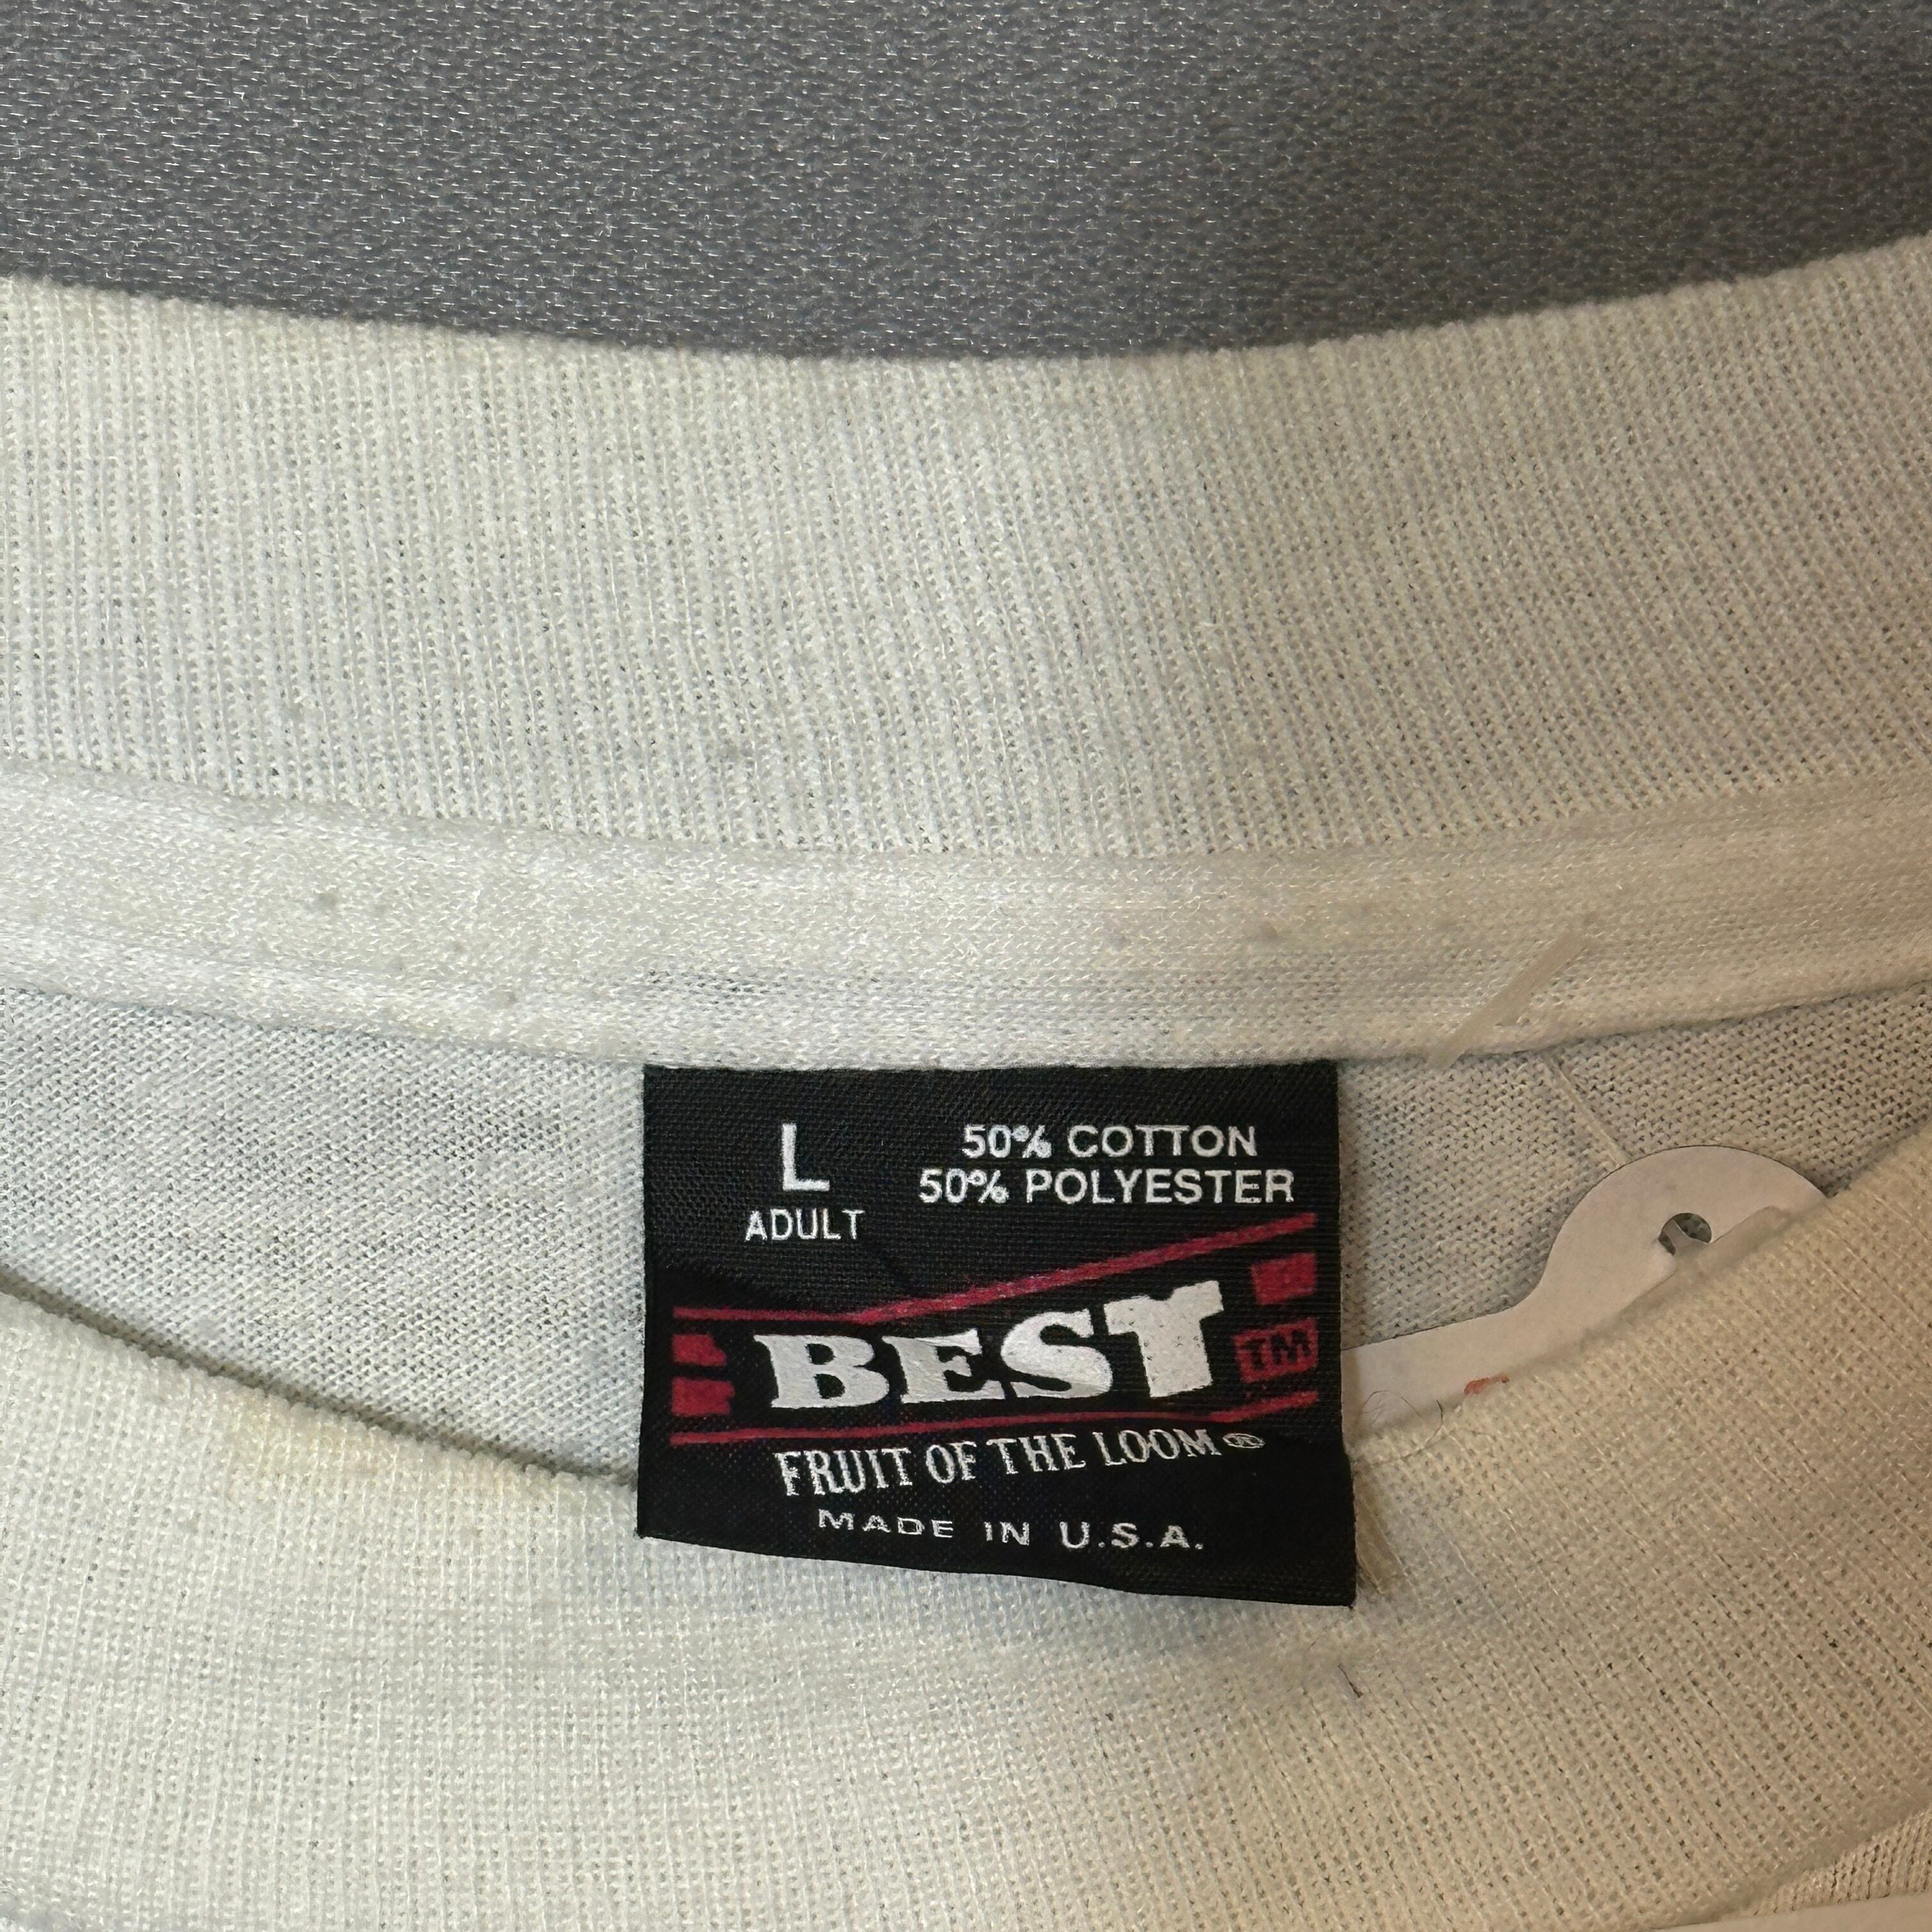 L
ADULT
50% COTTON
50% POLYESTER
BEST
TM
FRUIT OF THE LOOM®
MADE IN U.S.A.